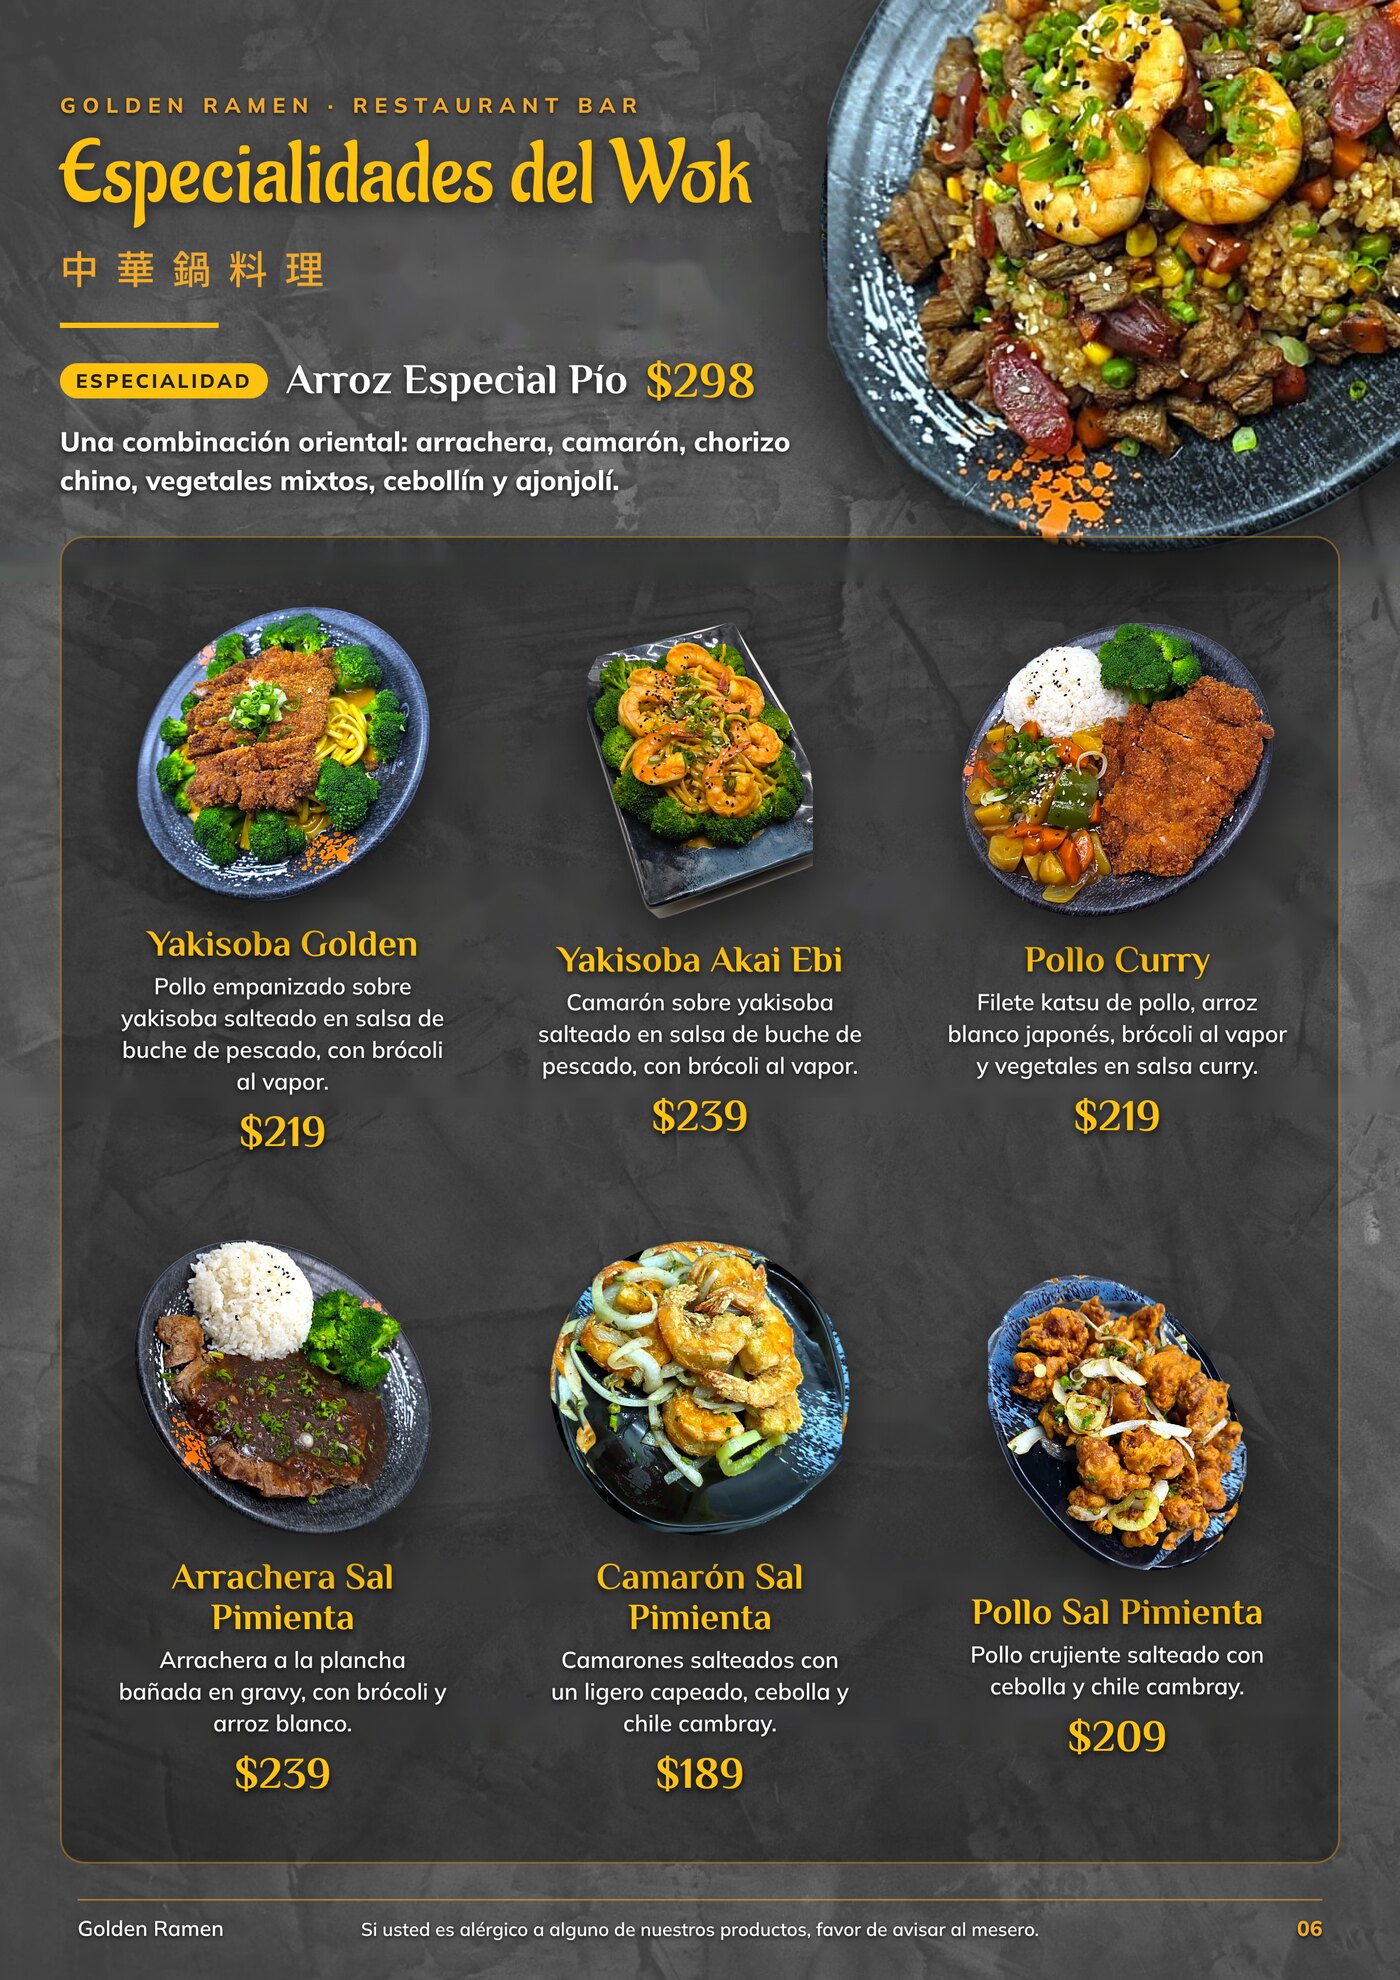 GOLDEN RAMEN · RESTAURANT BAR
Especialidades del Wok
中華鍋料理
ESPECIALIDAD Arroz Especial Pío $298
Una combinación oriental: arrachera, camarón, chorizo
chino, vegetales mixtos, cebollín y ajonjolí.
Yakisoba Golden
Pollo empanizado sobre
yakisoba salteado en salsa de
buche de pescado, con brócoli
al vapor.
$219
Yakisoba Akai Ebi
Camarón sobre yakisoba
salteado en salsa de buche de
pescado, con brócoli al vapor.
$239
Pollo Curry
Filete katsu de pollo, arroz
blanco japonés, brócoli al vapor
y vegetales en salsa curry.
$219
Arrachera Sal
Pimienta
Arrachera a la plancha
bañada en gravy, con brócoli y
arroz blanco.
$239
Camarón Sal
Pimienta
Camarones salteados con
un ligero capeado, cebolla y
chile cambray.
$189
Pollo Sal Pimienta
Pollo crujiente salteado con
cebolla y chile cambray.
$209
Golden Ramen
Si usted es alérgico a alguno de nuestros productos, favor de avisar al mesero.
06